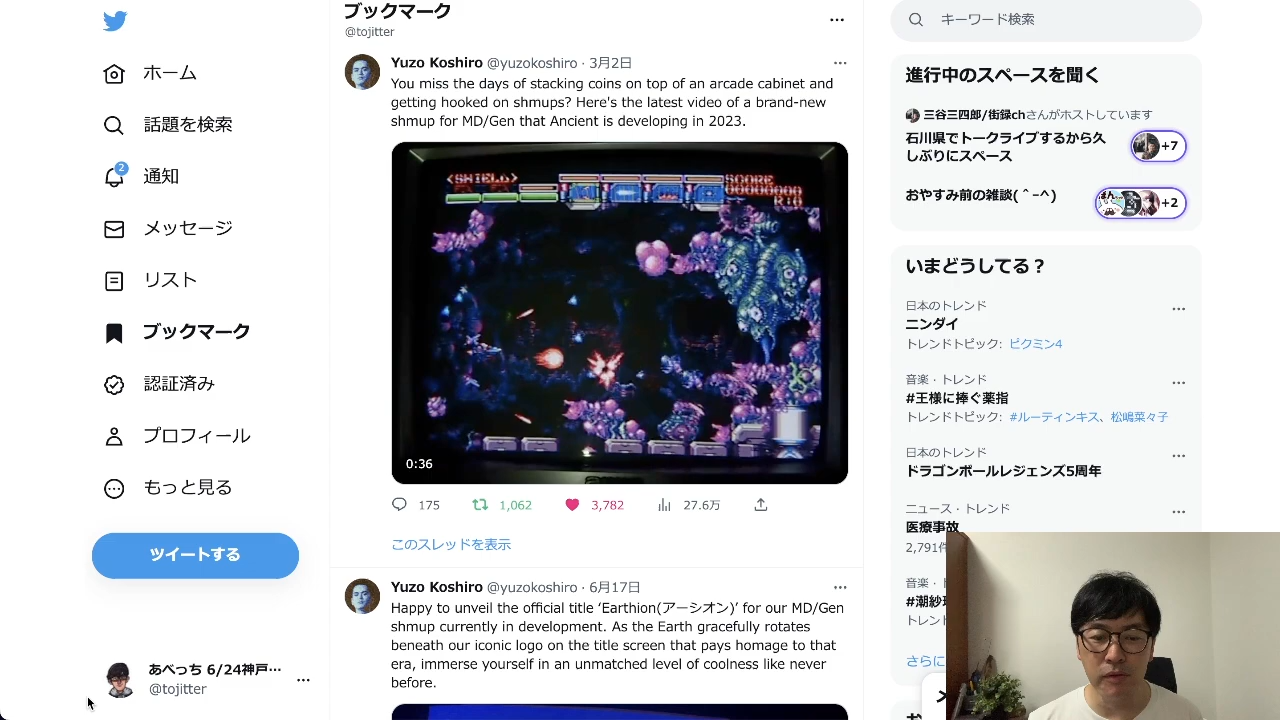 ブックマーク
@tojitter
ホーム
話題を検索
2
通知
メッセージ
リスト
ブックマーク
認証済み
プロフィール
もっと見る
ツイートする
あべっち 6/24神戸…
@tojitter
Yuzo Koshiro @yuzokoshiro · 3月2日
You miss the days of stacking coins on top of an arcade cabinet and
getting hooked on shmups? Here's the latest video of a brand-new
shmup for MD/Gen that Ancient is developing in 2023.
<SHIELD>
SCORE
00000000
0:36
175
1,062
3,782
27.6万
このスレッドを表示
Yuzo Koshiro @yuzokoshiro · 6月17日
Happy to unveil the official title ‘Earthion(アーシオン)’ for our MD/Gen
shmup currently in development. As the Earth gracefully rotates
beneath our iconic logo on the title screen that pays homage to that
era, immerse yourself in an unmatched level of coolness like never
before.
キーワード検索
進行中のスペースを聞く
三谷三四郎/街録chさんがホストしています
石川県でトークライブするから久
しぶりにスペース
+7
おやすみ前の雑談( ˆ ｰ^ )
+2
いまどうしてる？
日本のトレンド
ニンダイ
トレンドトピック: ピクミン4
音楽・トレンド
#王様に捧ぐ薬指
トレンドトピック: #ルーティンキス、松嶋菜々子
日本のトレンド
ドラゴンボールレジェンズ5周年
ニュース・トレンド
医療事故
2,791件
音楽・
#潮紗
トレン
さらに